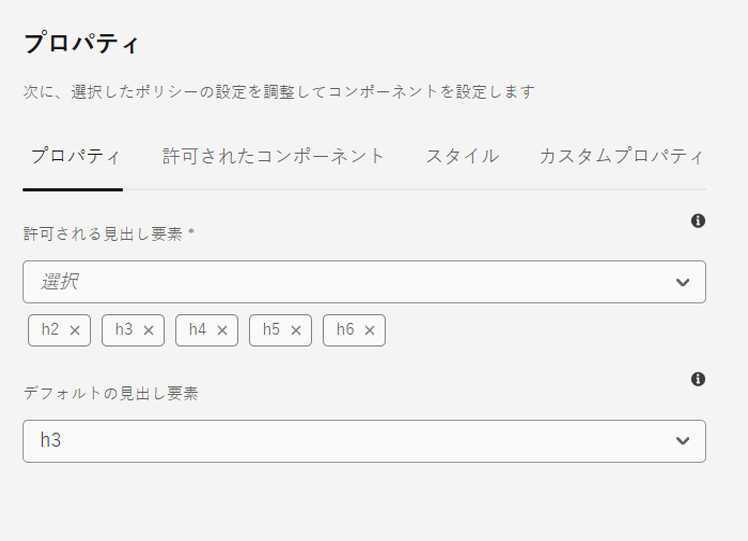 プロパティ
次に、選択したポリシーの設定を調整してコンポーネントを設定します
プロパティ 許可されたコンポーネント スタイル カスタムプロパティ
許可される見出し要素 *
選択
h2 h3 h4 h5 h6
デフォルトの見出し要素
h3